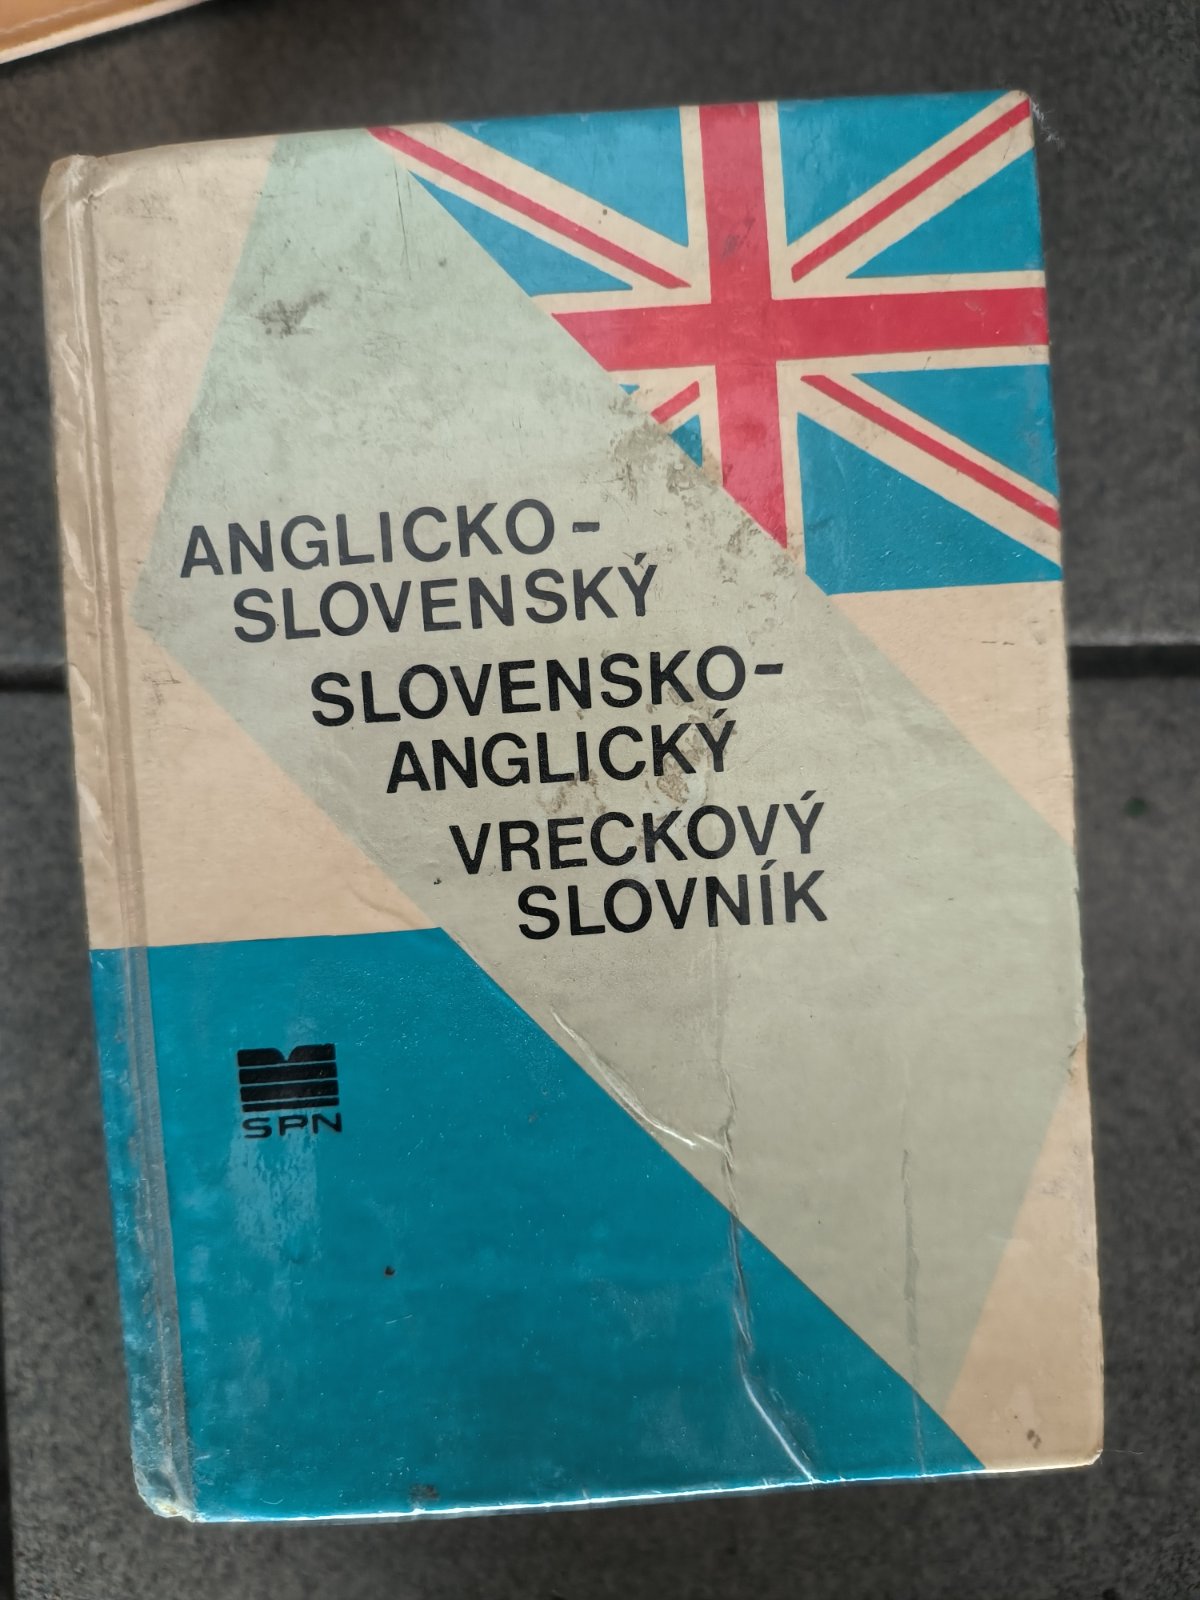 ANGLICKO-
SLOVENSKÝ
SLOVENSKO-
ANGLICKÝ
VRECKOVÝ
SLOVNÍK
SPN